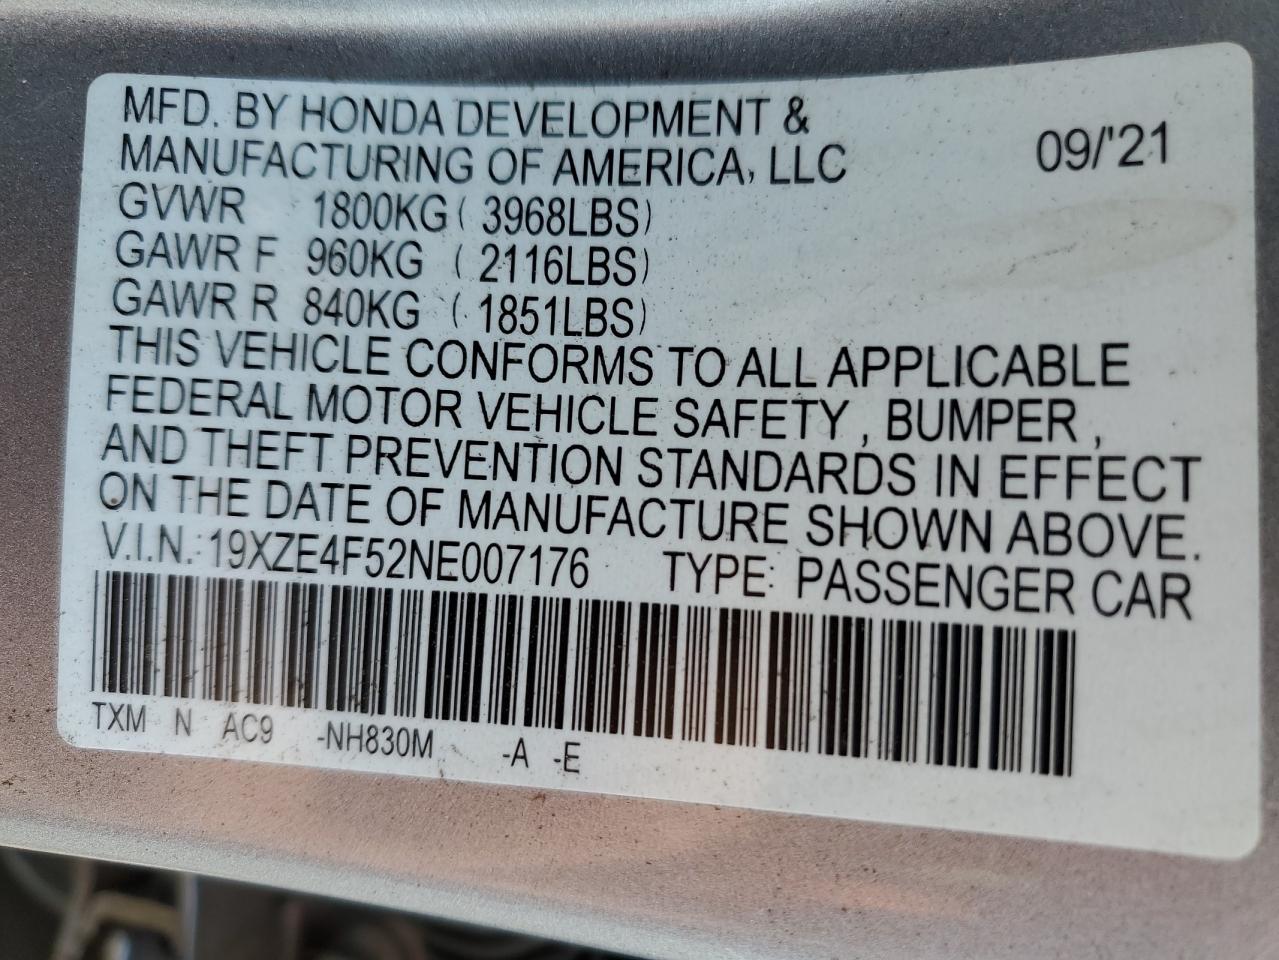 MFD. BY HONDA DEVELOPMENT &
MANUFACTURING OF AMERICA, LLC 09/'21
GVWR 1800KG ( 3968LBS)
GAWR F 960KG ( 2116LBS)
GAWR R 840KG ( 1851LBS)
THIS VEHICLE CONFORMS TO ALL APPLICABLE
FEDERAL MOTOR VEHICLE SAFETY , BUMPER ,
AND THEFT PREVENTION STANDARDS IN EFFECT
ON THE DATE OF MANUFACTURE SHOWN ABOVE.
V.I.N.: 19XZE4F52NE007176 TYPE: PASSENGER CAR
TXM N AC9 -NH830M -A -E